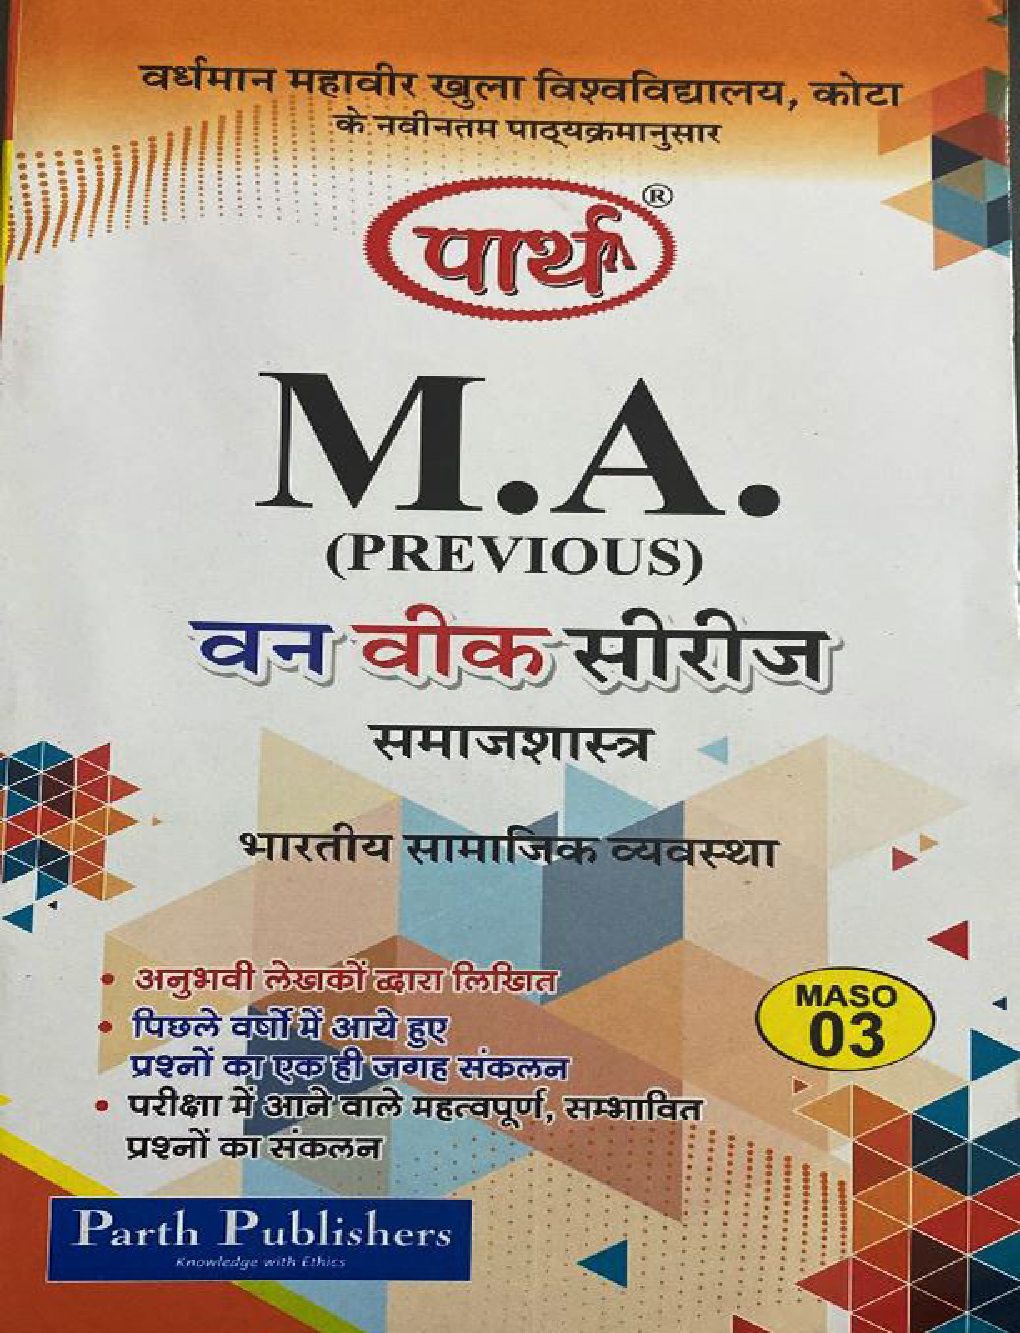 वर्धमान महावीर खुला विश्वविद्यालय, कोटा
के नवीनतम पाठ्यक्रमानुसार
पार्थ ®
M.A.
(PREVIOUS)
वन वीक सीरीज
समाजशास्त्र
भारतीय सामाजिक व्यवस्था
• अनुभवी लेखकों द्वारा लिखित
• पिछले वर्षों में आये हुए
प्रश्नों का एक ही जगह संकलन
• परीक्षा में आने वाले महत्वपूर्ण, सम्भावित
प्रश्नों का संकलन
MASO
03
Parth Publishers
Knowledge with Ethics